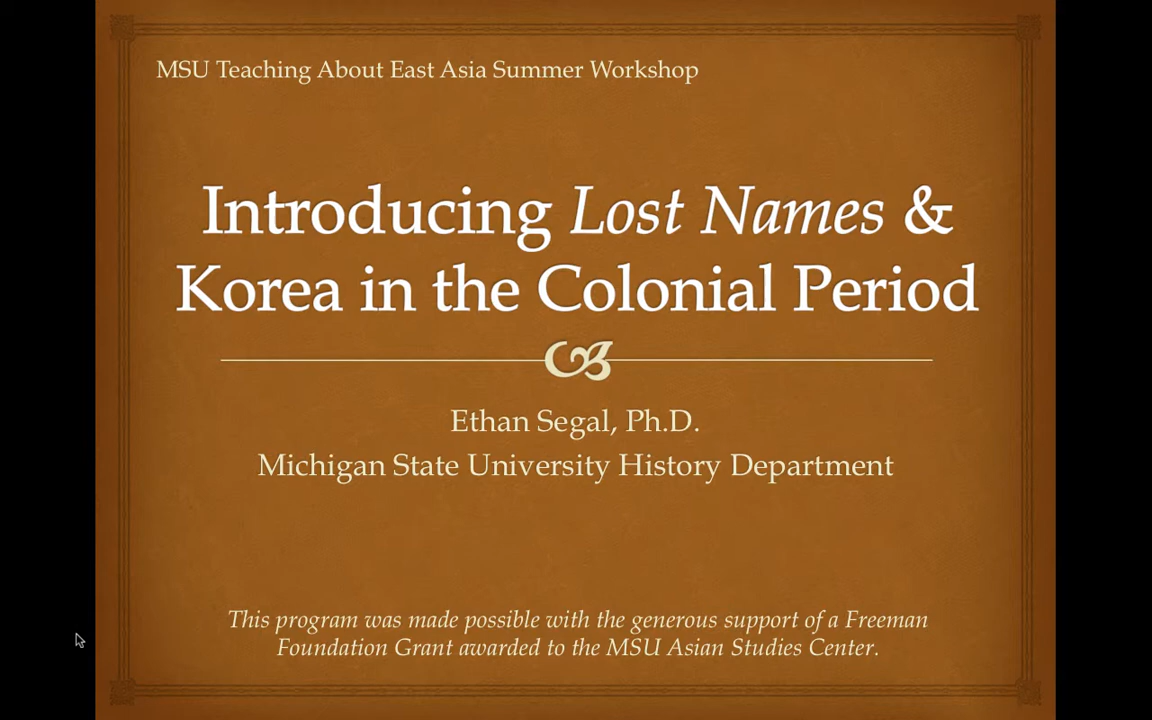 MSU Teaching About East Asia Summer Workshop
Introducing Lost Names &
Korea in the Colonial Period
Ethan Segal, Ph.D.
Michigan State University History Department
This program was made possible with the generous support of a Freeman
Foundation Grant awarded to the MSU Asian Studies Center.